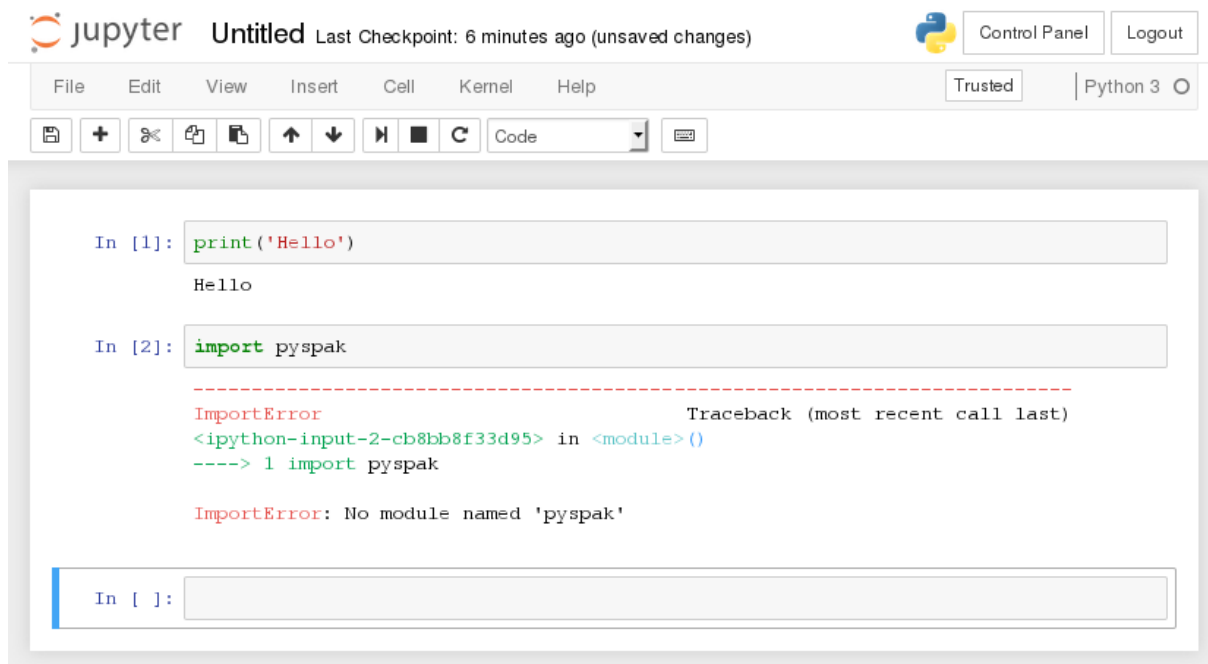 jupyter Untitled Last Checkpoint: 6 minutes ago (unsaved changes) Control Panel Logout
File Edit View Insert Cell Kernel Help Trusted Python 3
Code
In [1]: print('Hello')
Hello
In [2]: import pyspak
---------------------------------------------------------------------------
ImportError Traceback (most recent call last)
<ipython-input-2-cb8bb8f33d95> in <module>()
----> 1 import pyspak
ImportError: No module named 'pyspak'
In [ ]: